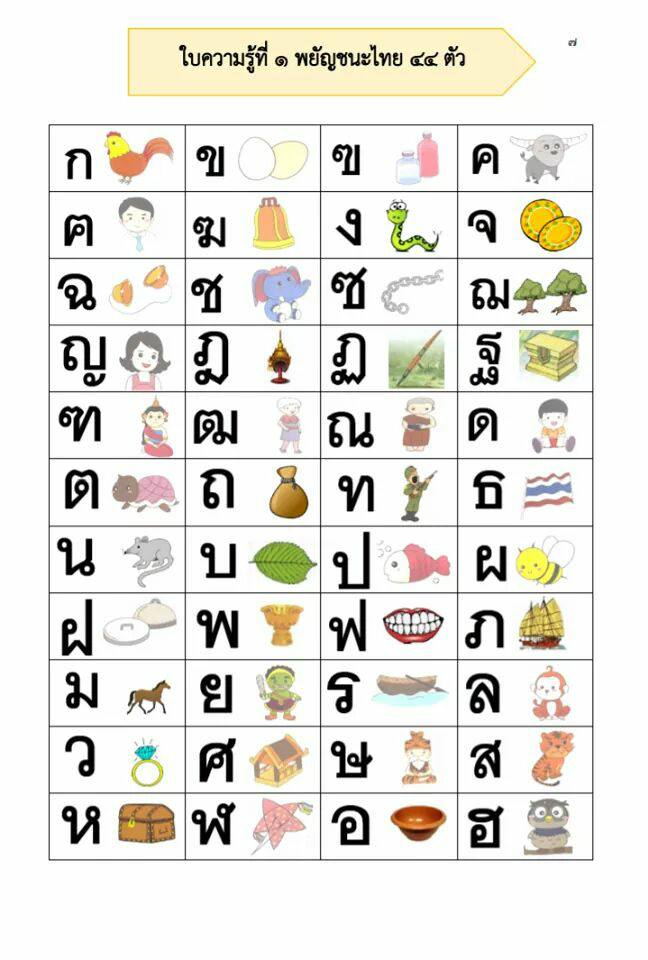 ใบความรู้ที่ ๑ พยัญชนะไทย ๔๔ ตัว
๗
ก ข ฃ ค
ฅ ฆ ง จ
ฉ ช ซ ฌ
ญ ฎ ฏ ฐ
ฑ ฒ ณ ด
ต ถ ท ธ
น บ ป ผ
ฝ พ ฟ ภ
ม ย ร ล
ว ศ ษ ส
ห ฬ อ ฮ